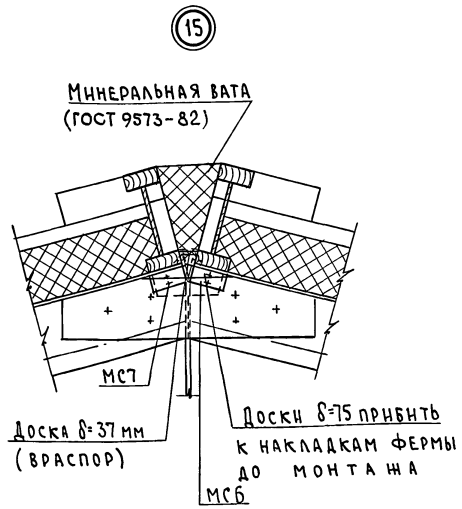 15
Минеральная вата
(ГОСТ 9573-82)
МС7
Доска δ=37 мм
(враспор)
Доски δ=75 прибить
к накладкам фермы
до монтажа
МС6